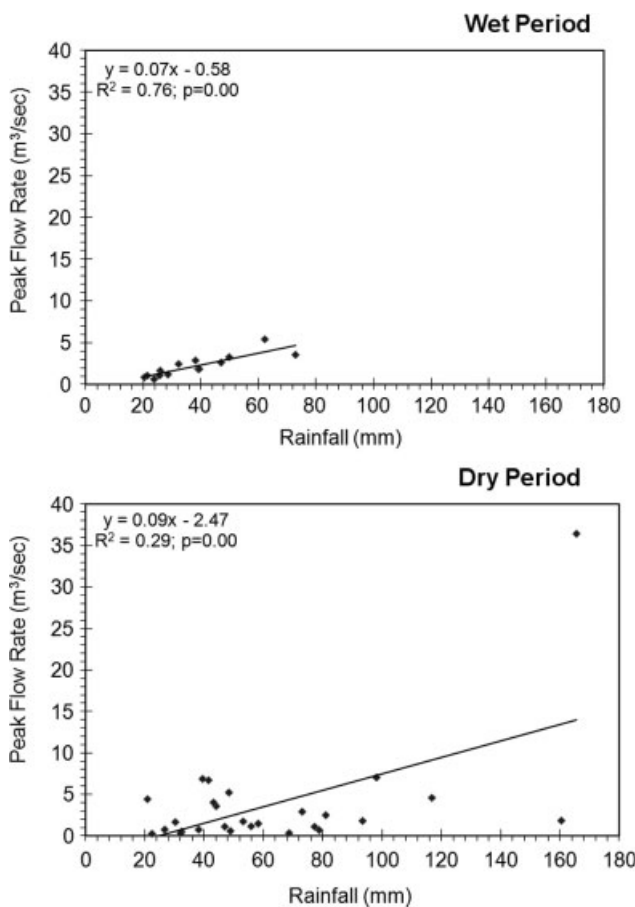 Wet Period
y = 0.07x - 0.58
R² = 0.76; p=0.00
40
35
30
25
20
15
10
5
0
Peak Flow Rate (m³/sec)
0 20 40 60 80 100 120 140 160 180
Rainfall (mm)
Dry Period
y = 0.09x - 2.47
R² = 0.29; p=0.00
40
35
30
25
20
15
10
5
0
Peak Flow Rate (m³/sec)
0 20 40 60 80 100 120 140 160 180
Rainfall (mm)